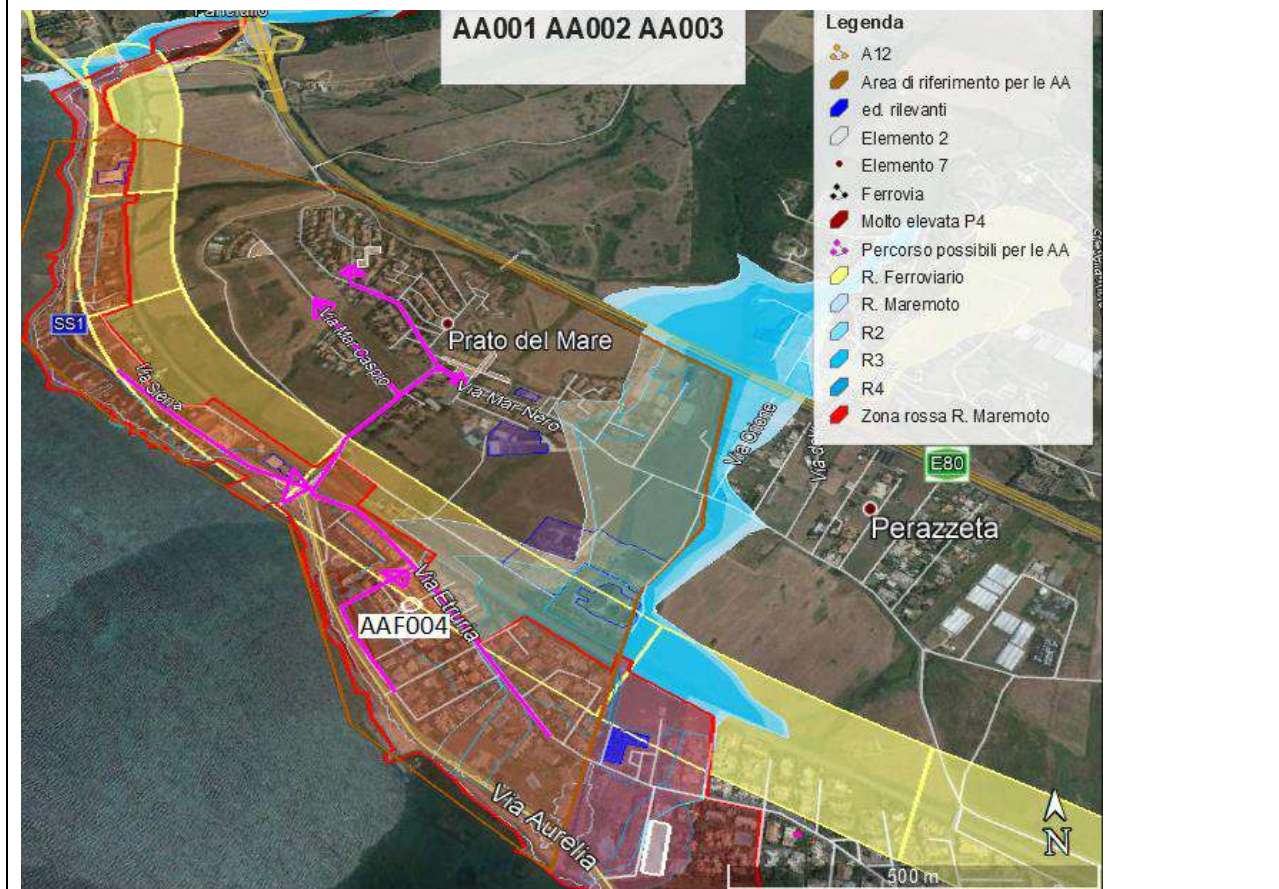 AA001 AA002 AA003
Legenda
A12
Area di riferimento per le AA
ed. rilevanti
Elemento 2
Elemento 7
Ferrovia
Molto elevata P4
Percorso possibili per le AA
R. Ferroviario
R. Maremoto
R2
R3
R4
Zona rossa R. Maremoto
SS1
Via Siena
Via Mar Caspio
Prato del Mare
Via Mar Nero
Via Orione
E80
Perazzeta
Via Etruria
AAF004
Via Aurelia
N
500 m